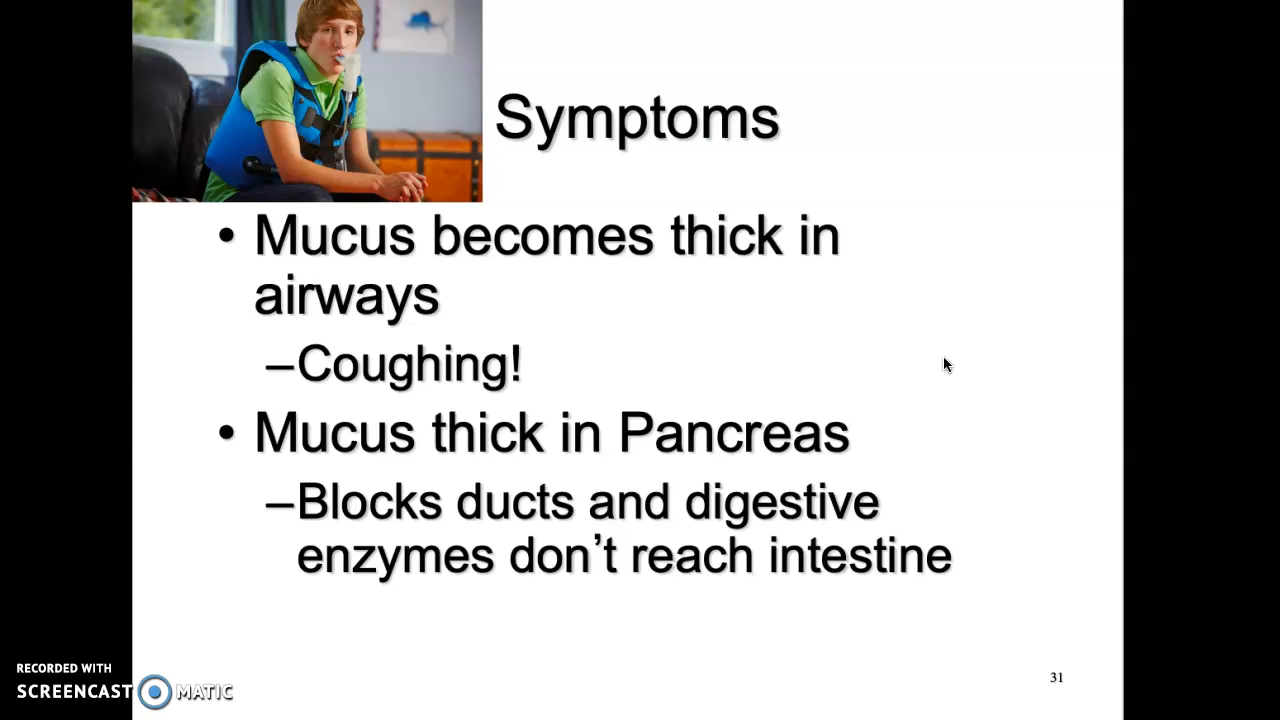 Symptoms
• Mucus becomes thick in
airways
–Coughing!
• Mucus thick in Pancreas
–Blocks ducts and digestive
enzymes don’t reach intestine
31
RECORDED WITH
SCREENCAST MATIC